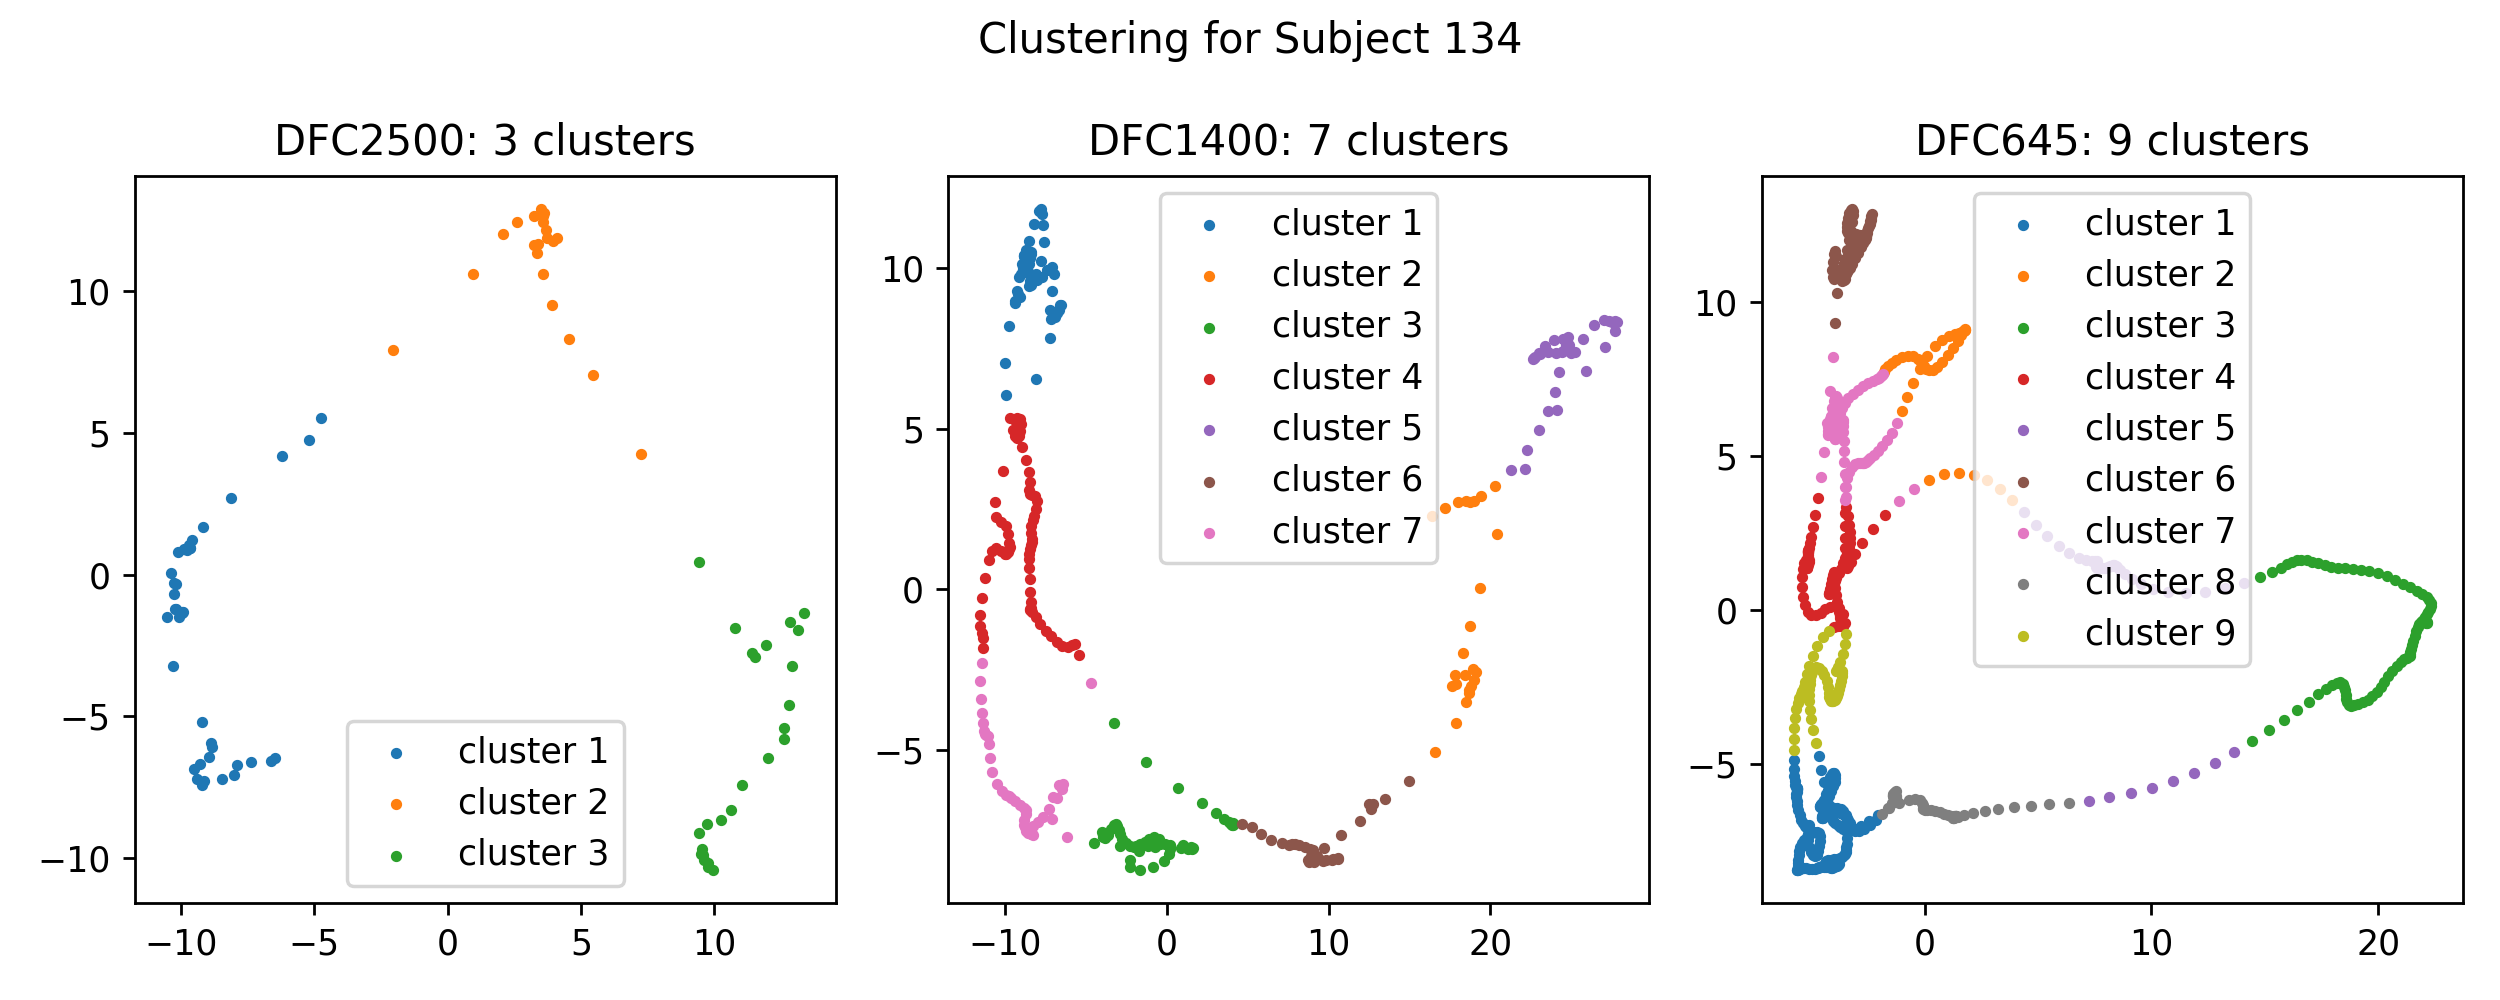 Clustering for Subject 134
DFC2500: 3 clusters
10
5
0
−5
−10
−10
−5
0
5
10
cluster 1
cluster 2
cluster 3
DFC1400: 7 clusters
10
5
0
−5
−10
0
10
20
cluster 1
cluster 2
cluster 3
cluster 4
cluster 5
cluster 6
cluster 7
DFC645: 9 clusters
10
5
0
−5
0
10
20
cluster 1
cluster 2
cluster 3
cluster 4
cluster 5
cluster 6
cluster 7
cluster 8
cluster 9